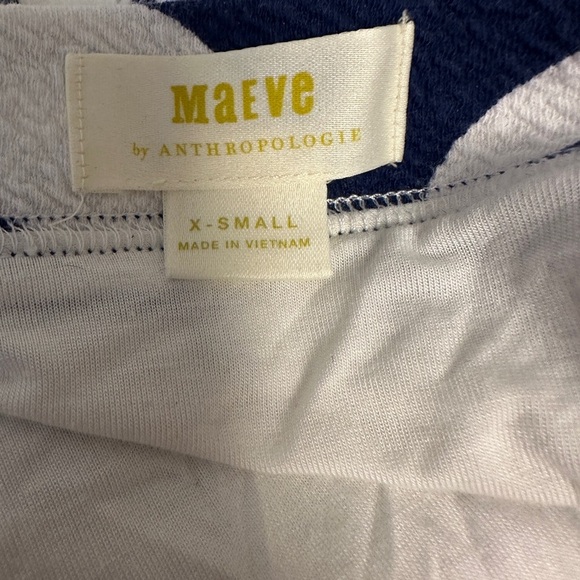 MaEVe
by ANTHROPOLOGIE
X-SMALL
MADE IN VIETNAM